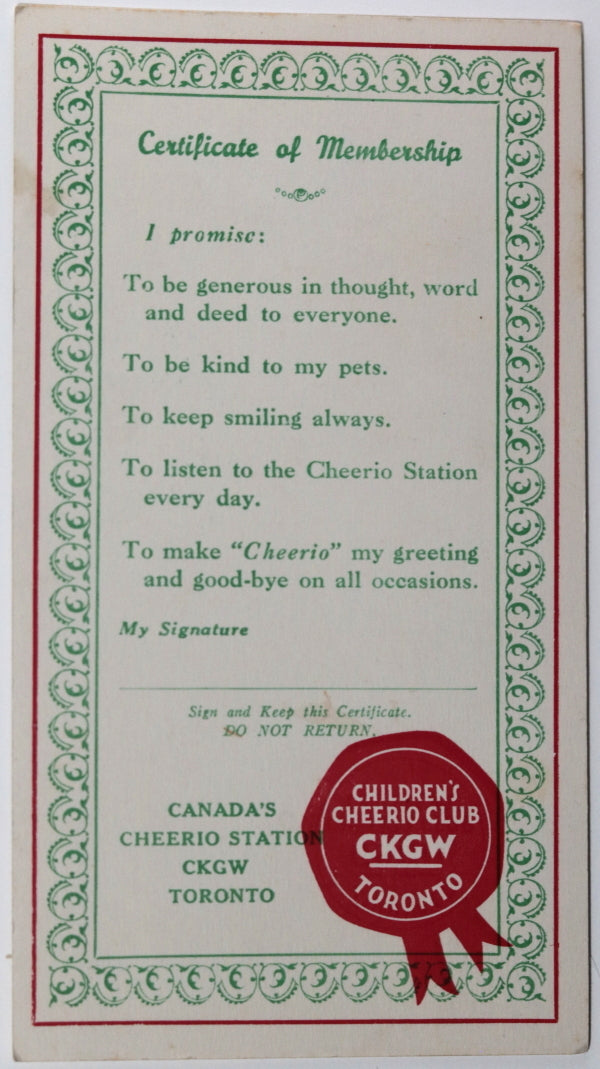 Certificate of Membership
I promise:
To be generous in thought, word
and deed to everyone.
To be kind to my pets.
To keep smiling always.
To listen to the Cheerio Station
every day.
To make "Cheerio" my greeting
and good-bye on all occasions.
My Signature
Sign and Keep this Certificate.
DO NOT RETURN.
CANADA'S
CHEERIO STATION
CKGW
TORONTO
CHILDREN'S
CHEERIO CLUB
CKGW
TORONTO